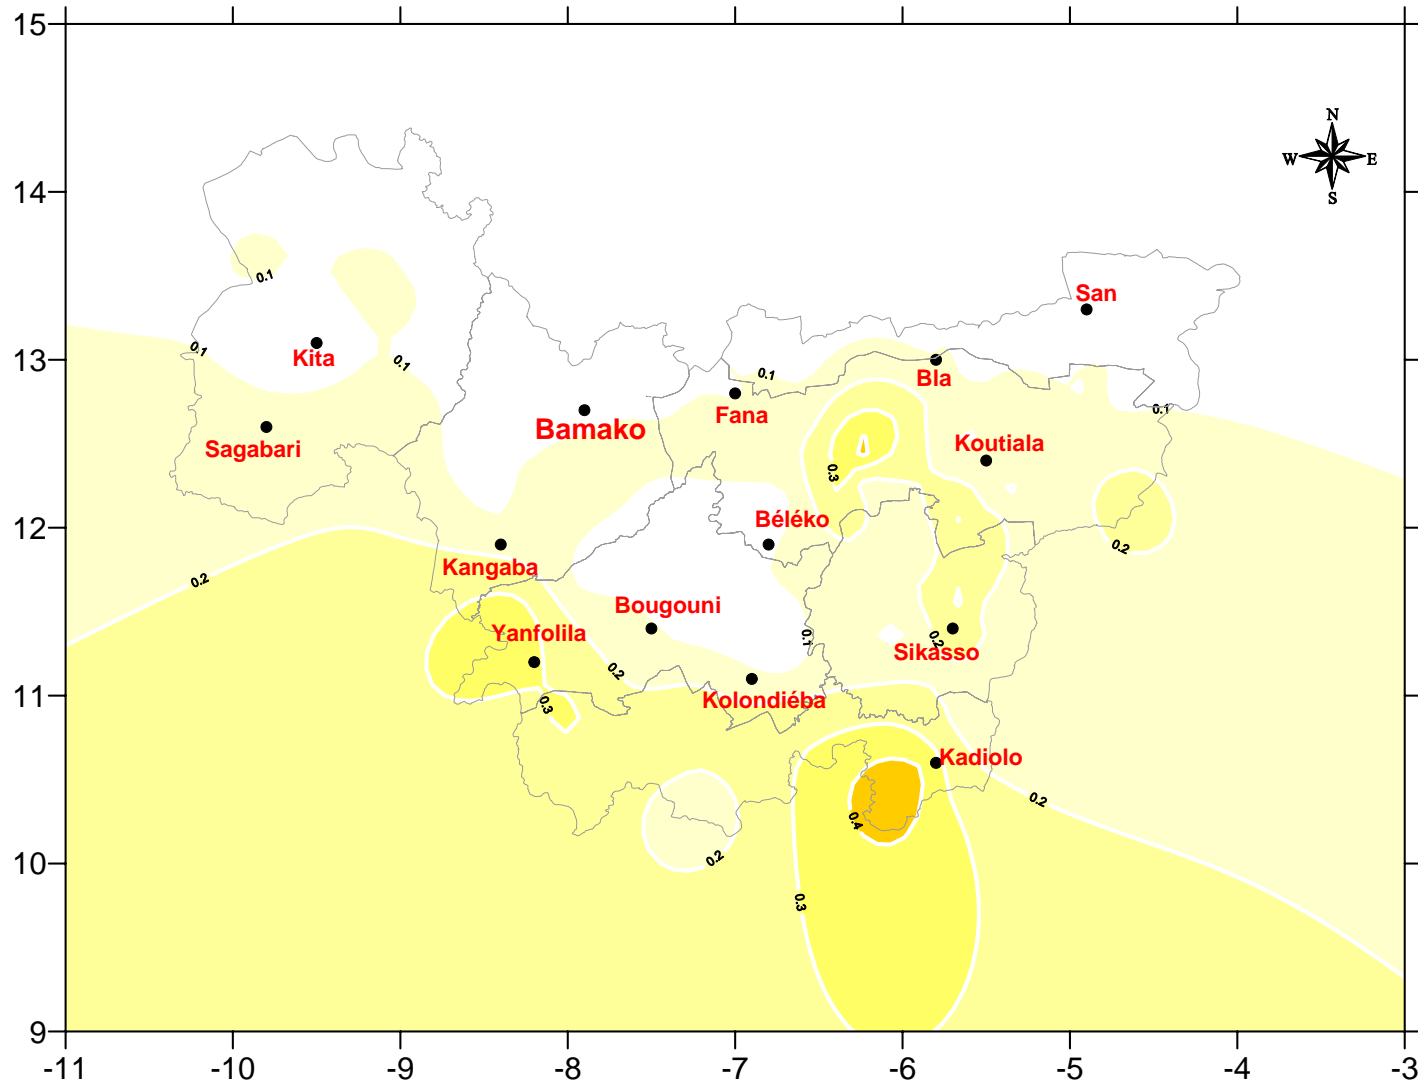 15
N
W E
S
14
San
0.1
13
0.1
Kita
0.1
0.1
Bla
Fana
0.1
Bamako
Sagabari
Koutiala
0.3
12
Béléko
0.2
Kangaba
0.2
Bougouni
Yanfolila
0.1
0.2
Sikasso
0.2
11
0.3
Kolondiéba
Kadiolo
0.2
0.4
10
0.2
0.3
9
-11 -10 -9 -8 -7 -6 -5 -4 -3